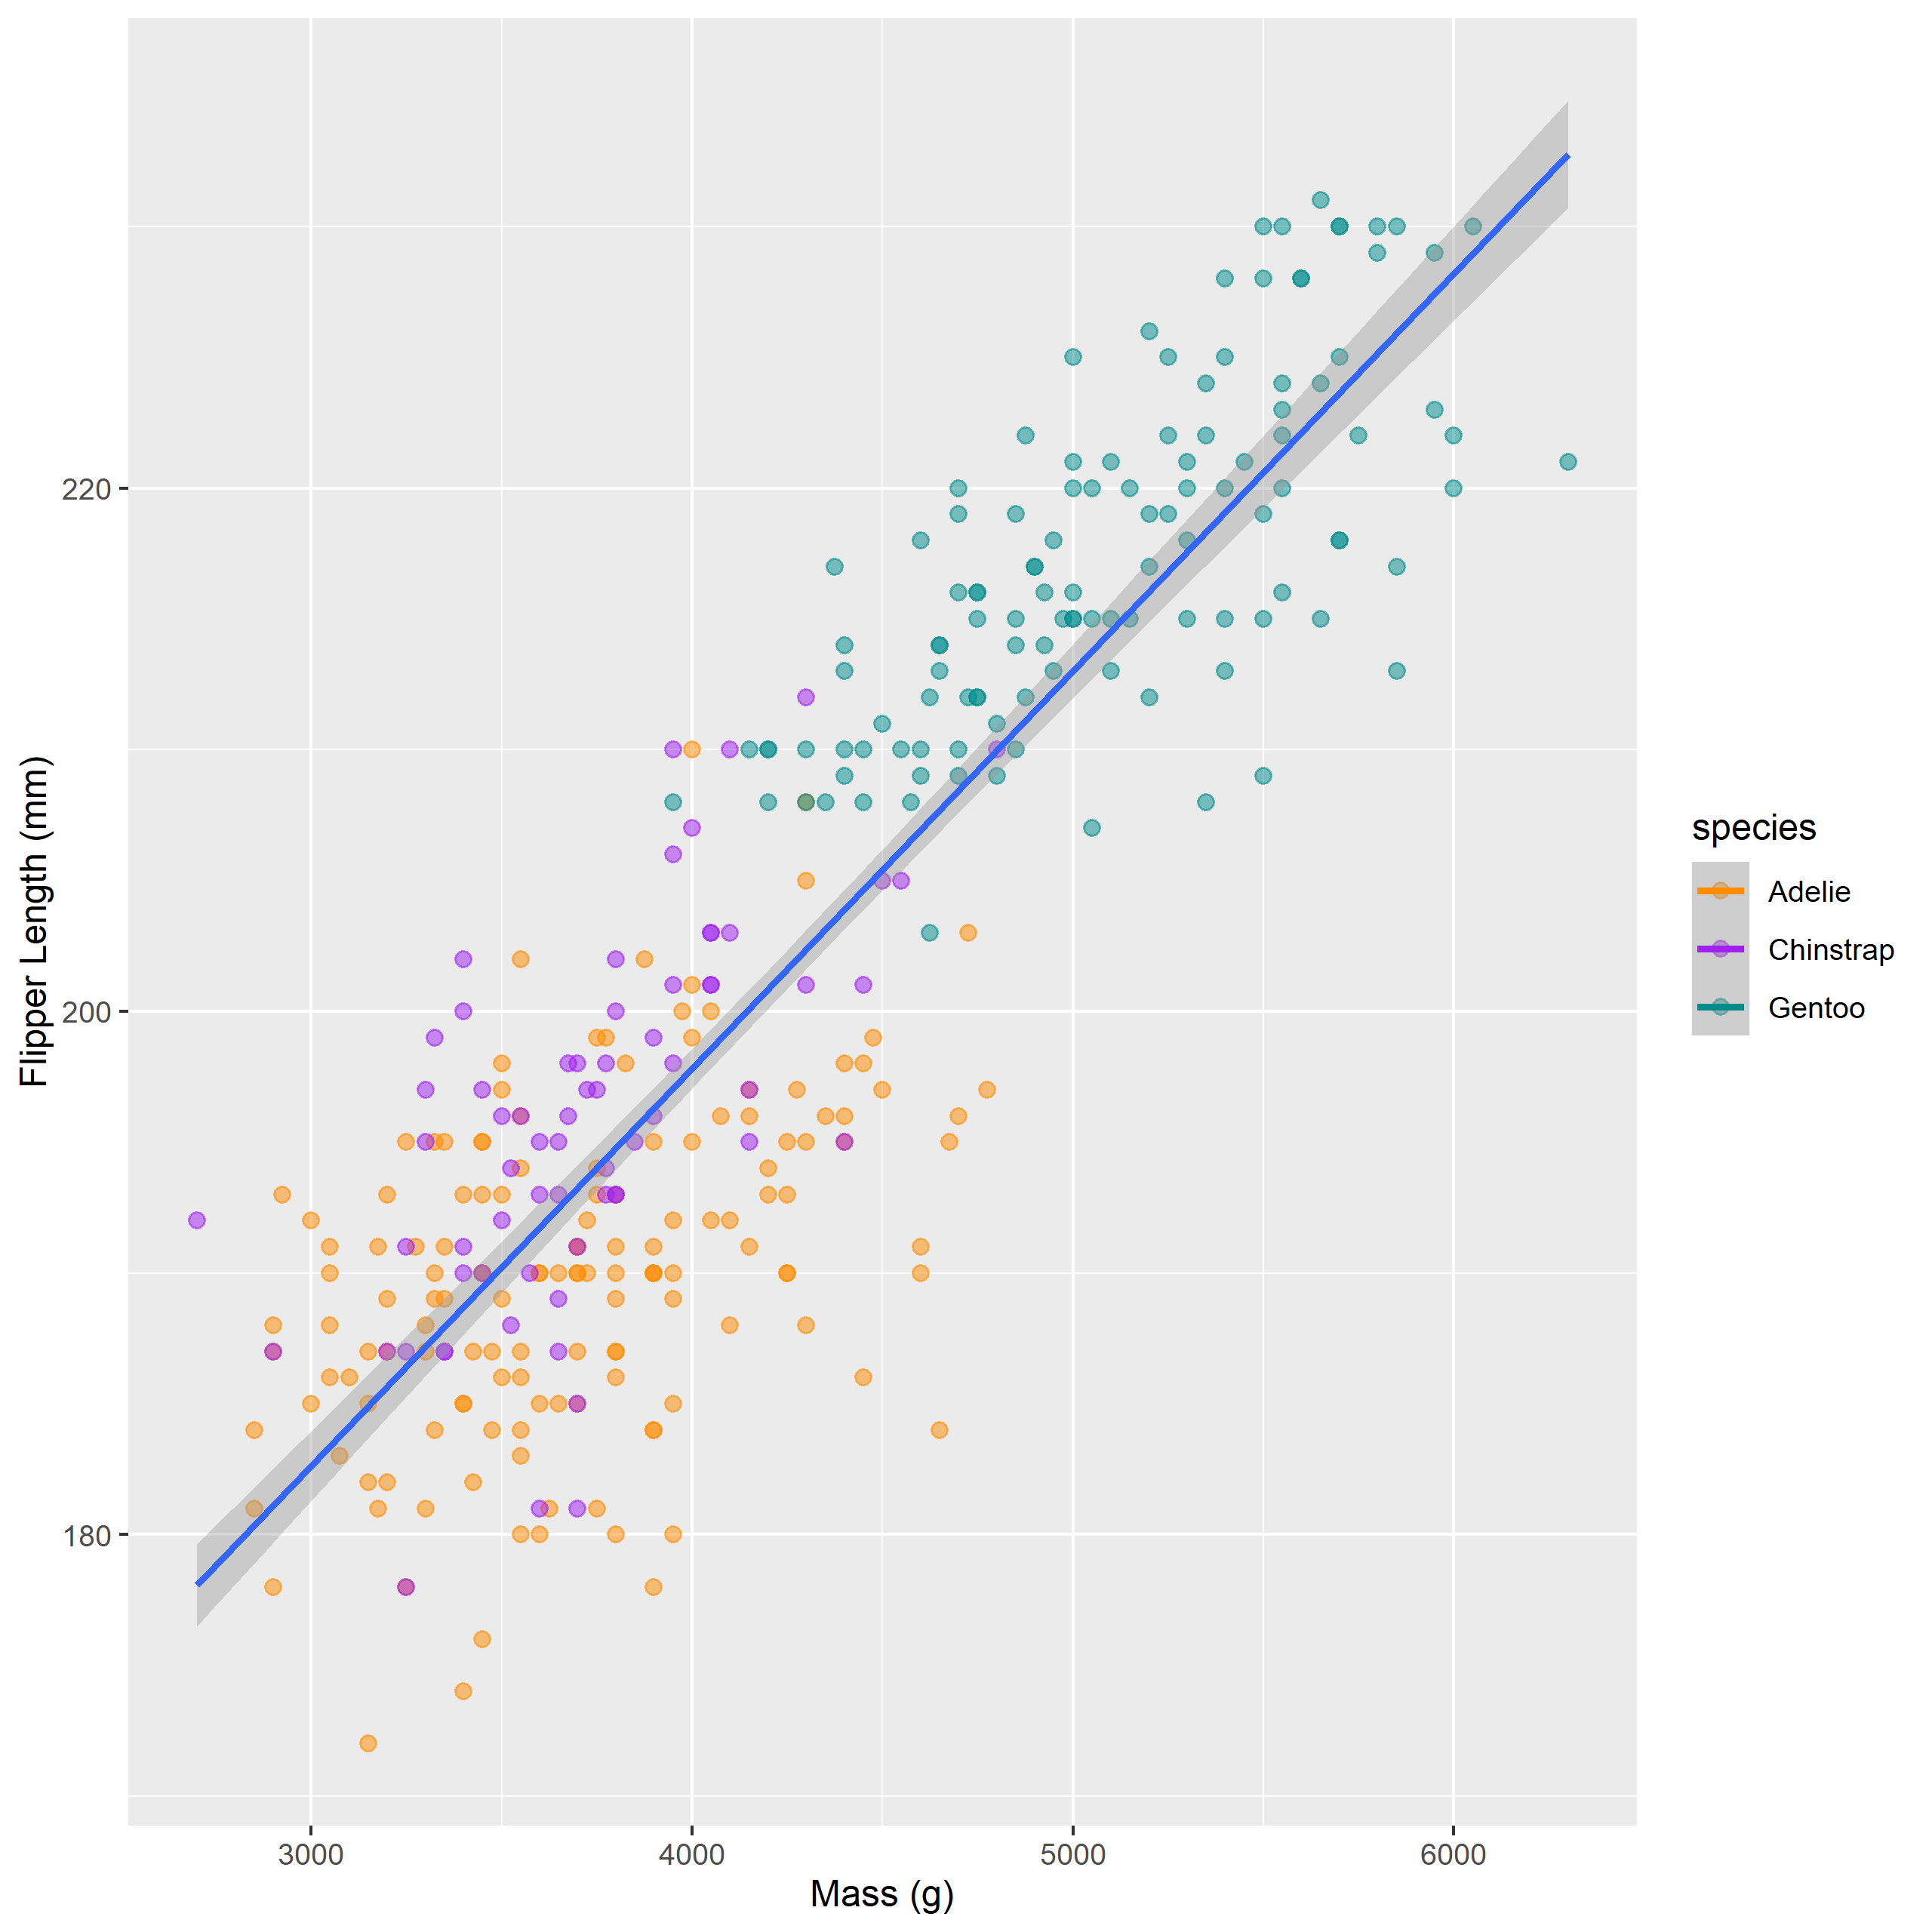 220
200
180
Flipper Length (mm)
3000 4000 5000 6000
Mass (g)
species
Adelie
Chinstrap
Gentoo